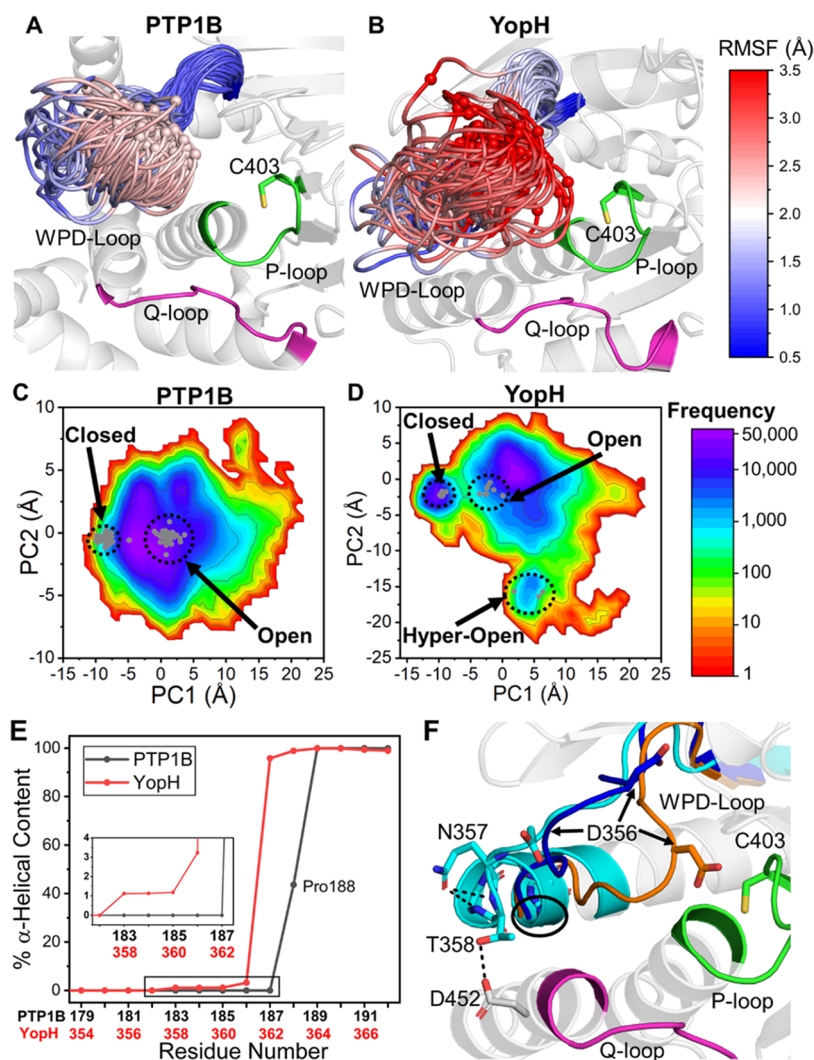 A PTP1B
B YopH
RMSF (Å)
3.5
3.0
2.5
2.0
1.5
1.0
0.5
C403
WPD-Loop
P-loop
Q-loop
C403
P-loop
WPD-Loop
Q-loop
C PTP1B
D YopH
Frequency
Closed
Open
PC2 (Å)
10
5
0
-5
-10
-15 -10 -5 0 5 10 15 20 25
PC1 (Å)
Closed
Open
Hyper-Open
PC2 (Å)
10
5
0
-5
-10
-15
-20
-25
-15 -10 -5 0 5 10 15 20 25
PC1 (Å)
50,000
10,000
1,000
100
10
1
E
% α-Helical Content
100
80
60
40
20
0
PTP1B
YopH
4
3
2
1
0
183 185 187
358 360 362
Pro188
PTP1B 179 181 183 185 187 189 191
YopH 354 356 358 360 362 364 366
Residue Number
F
WPD-Loop
N357
D356
C403
T358
D452
P-loop
Q-loop